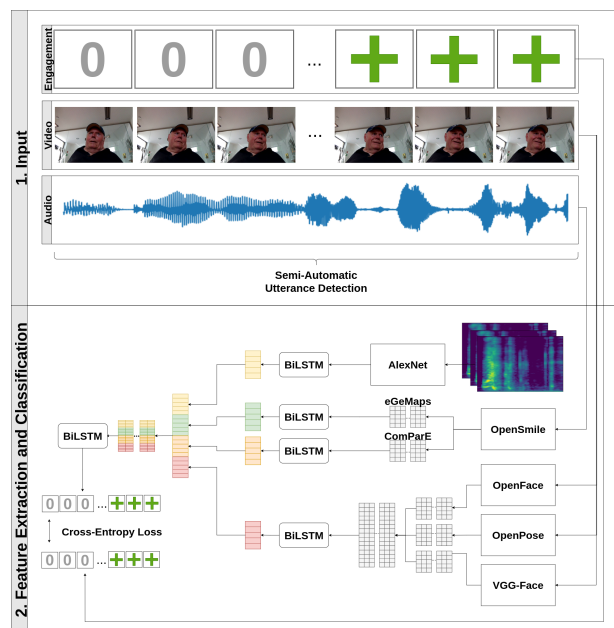 1. Input
Engagement
0 0 0 ... + + +
Video
...
Audio
Semi-Automatic
Utterance Detection
2. Feature Extraction and Classification
AlexNet
BiLSTM
eGeMaps
BiLSTM
ComParE
BiLSTM
OpenSmile
BiLSTM
...
OpenFace
OpenPose
VGG-Face
BiLSTM
0 0 0 ... + + +
Cross-Entropy Loss
0 0 0 ... + + +